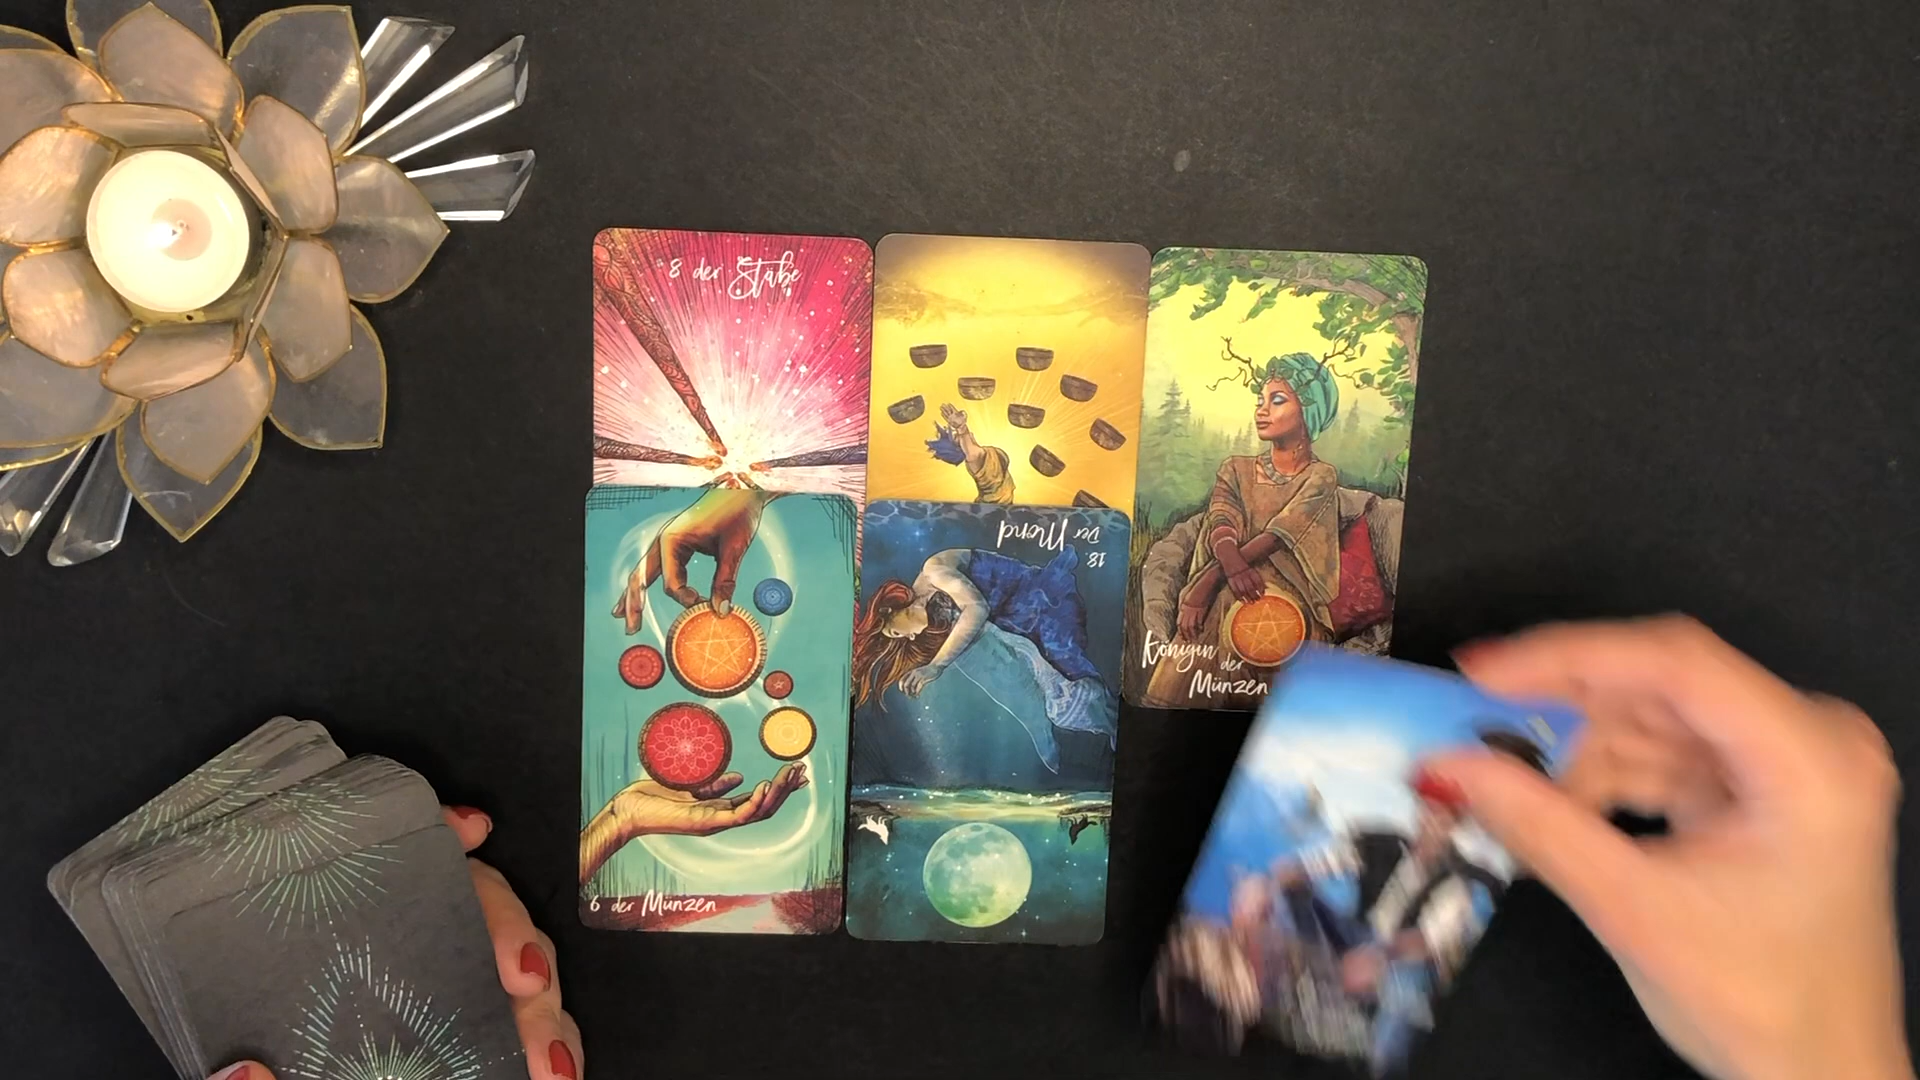 8 der Stäbe
Königin
der
Münzen
18.
Der Mond
6 der Münzen